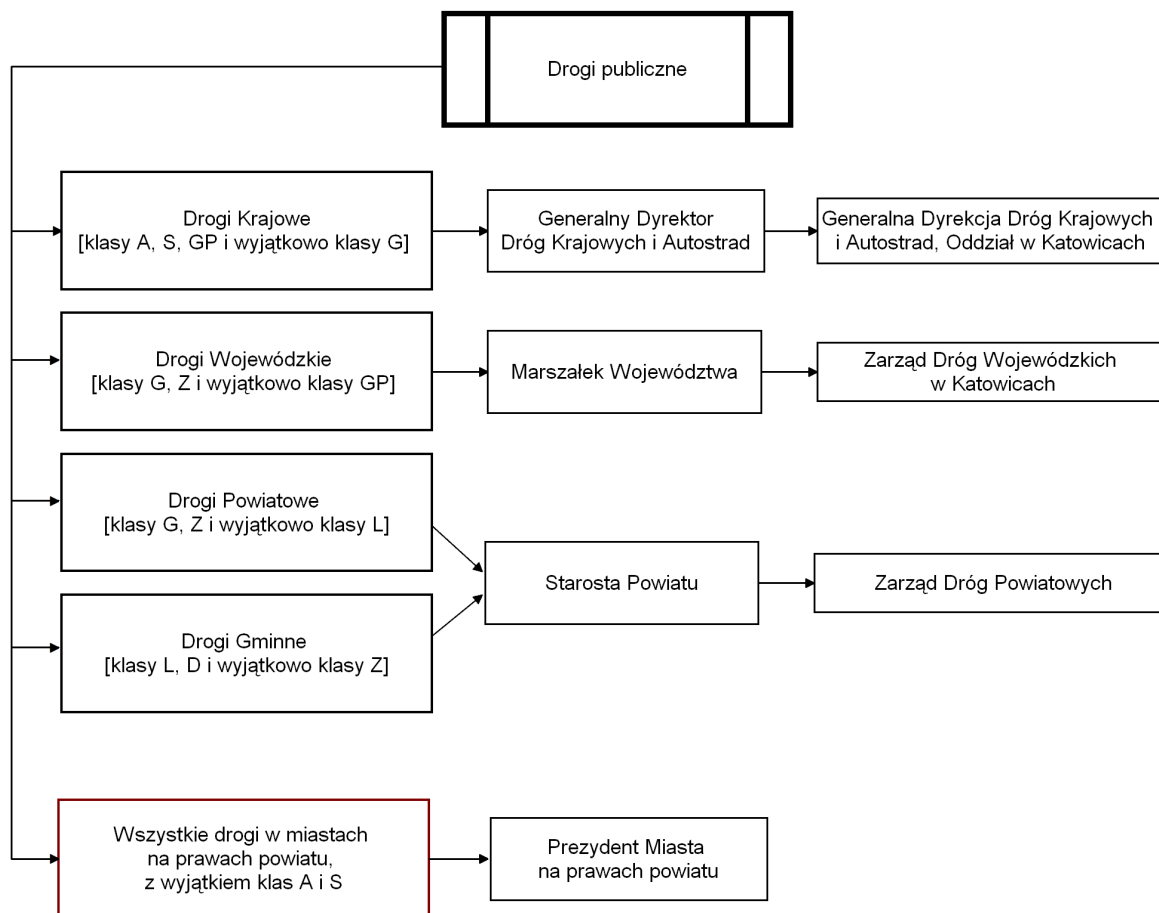 Drogi publiczne
Drogi Krajowe
[klasy A, S, GP i wyjątkowo klasy G]
Generalny Dyrektor
Dróg Krajowych i Autostrad
Generalna Dyrekcja Dróg Krajowych
i Autostrad, Oddział w Katowicach
Drogi Wojewódzkie
[klasy G, Z i wyjątkowo klasy GP]
Marszałek Województwa
Zarząd Dróg Wojewódzkich
w Katowicach
Drogi Powiatowe
[klasy G, Z i wyjątkowo klasy L]
Drogi Gminne
[klasy L, D i wyjątkowo klasy Z]
Starosta Powiatu
Zarząd Dróg Powiatowych
Wszystkie drogi w miastach
na prawach powiatu,
z wyjątkiem klas A i S
Prezydent Miasta
na prawach powiatu